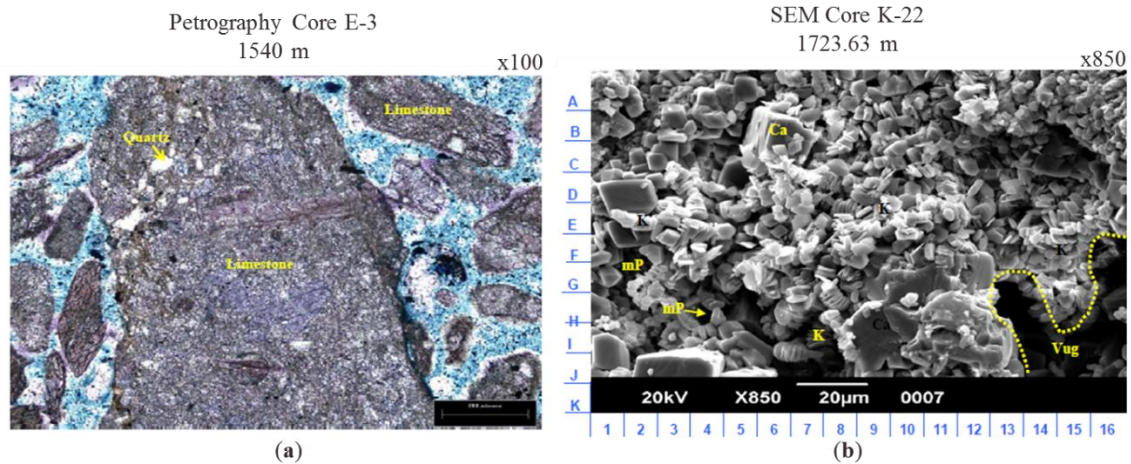 Petrography Core E-3
1540 m
x100
Limestone
Quartz
Limestone
(a)
SEM Core K-22
1723.63 m
x850
A
B
C
D
E
F
G
H
I
J
K
Ca
K
K
K
mP
mP
Ca
K
Vug
20kV X850 20μm 0007
1 2 3 4 5 6 7 8 9 10 11 12 13 14 15 16
(b)